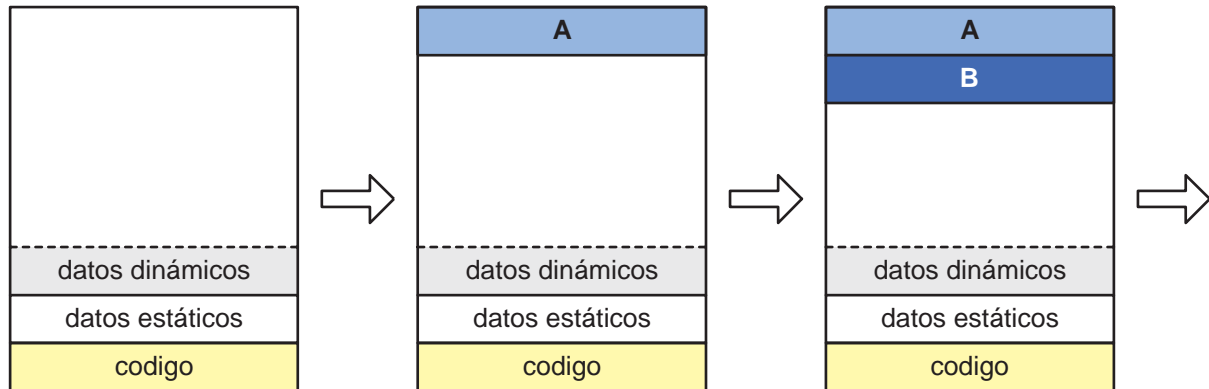 A
A
B
datos dinámicos
datos dinámicos
datos dinámicos
datos estáticos
datos estáticos
datos estáticos
codigo
codigo
codigo